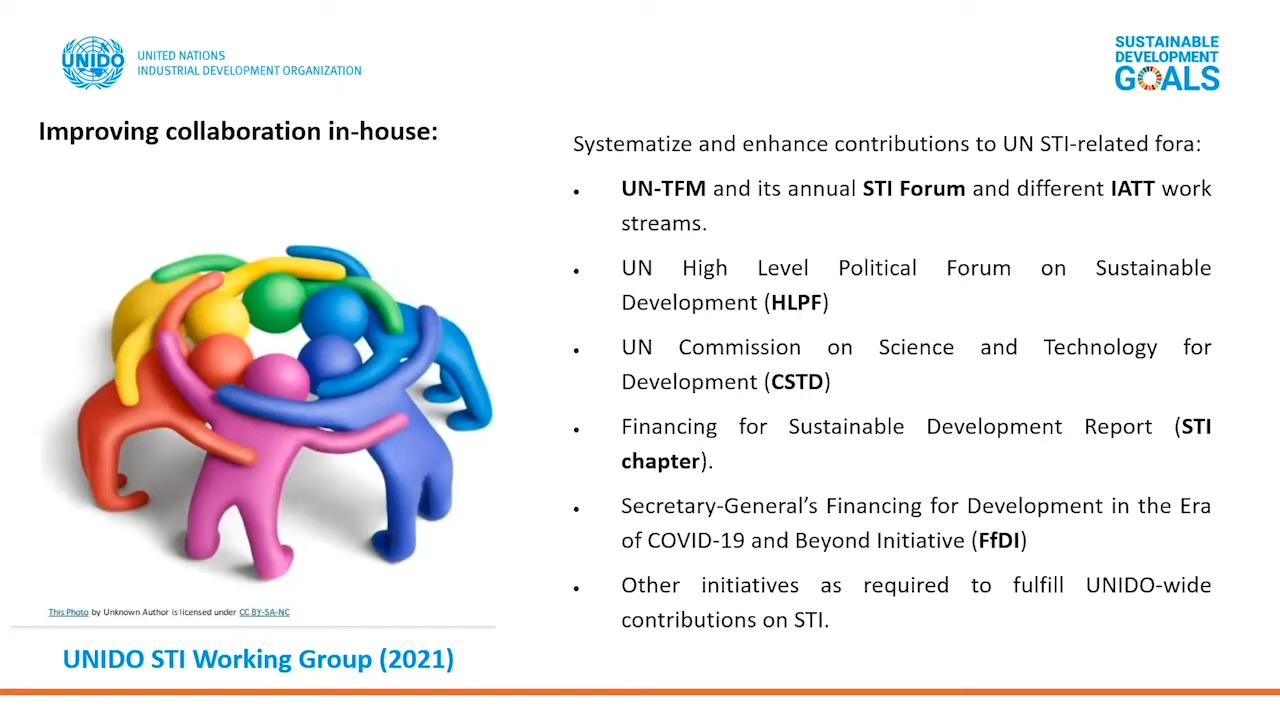 UNIDO
UNITED NATIONS
INDUSTRIAL DEVELOPMENT ORGANIZATION
SUSTAINABLE
DEVELOPMENT
GOALS
Improving collaboration in-house:
Systematize and enhance contributions to UN STI-related fora:
• UN-TFM and its annual STI Forum and different IATT work
streams.
• UN High Level Political Forum on Sustainable
Development (HLPF)
• UN Commission on Science and Technology for
Development (CSTD)
• Financing for Sustainable Development Report (STI
chapter).
• Secretary-General’s Financing for Development in the Era
of COVID-19 and Beyond Initiative (FfDI)
• Other initiatives as required to fulfill UNIDO-wide
contributions on STI.
This Photo by Unknown Author is licensed under CC BY-SA-NC
UNIDO STI Working Group (2021)